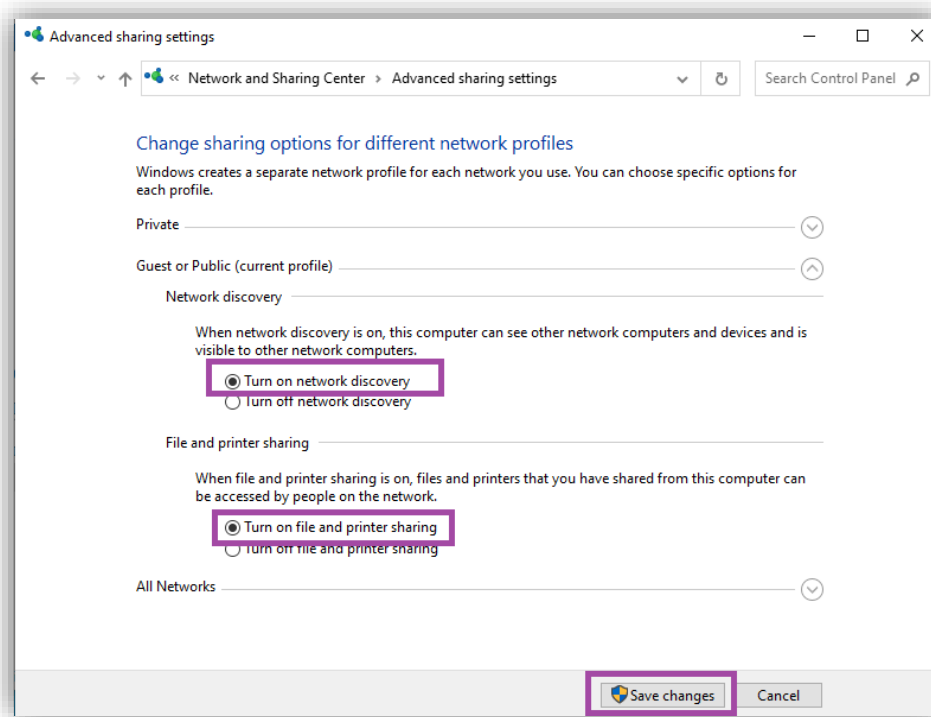 Advanced sharing settings
« Network and Sharing Center › Advanced sharing settings
Search Control Panel
Change sharing options for different network profiles
Windows creates a separate network profile for each network you use. You can choose specific options for
each profile.
Private
Guest or Public (current profile)
Network discovery
When network discovery is on, this computer can see other network computers and devices and is
visible to other network computers.
Turn on network discovery
Turn off network discovery
File and printer sharing
When file and printer sharing is on, files and printers that you have shared from this computer can
be accessed by people on the network.
Turn on file and printer sharing
Turn off file and printer sharing
All Networks
Save changes
Cancel